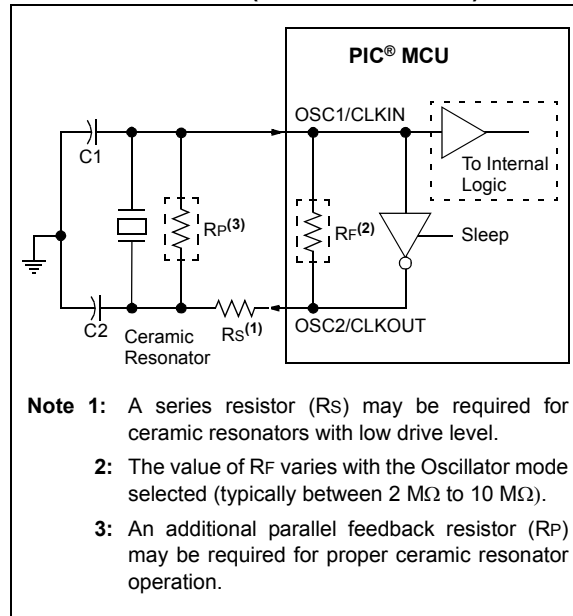 PIC® MCU
OSC1/CLKIN
C1
To Internal
Logic
RP(3)
RF(2)
Sleep
C2
Ceramic
Resonator
RS(1)
OSC2/CLKOUT
Note 1: A series resistor (RS) may be required for
ceramic resonators with low drive level.
2: The value of RF varies with the Oscillator mode
selected (typically between 2 MΩ to 10 MΩ).
3: An additional parallel feedback resistor (RP)
may be required for proper ceramic resonator
operation.